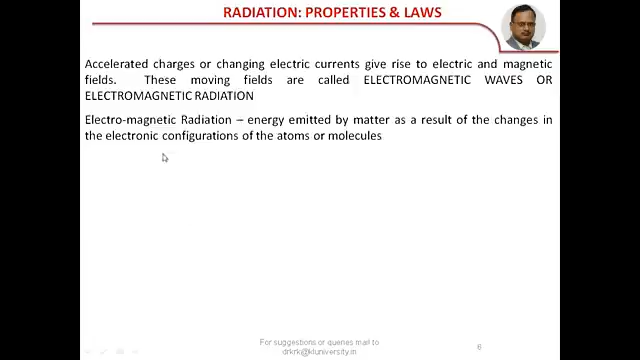 RADIATION: PROPERTIES & LAWS
Accelerated charges or changing electric currents give rise to electric and magnetic
fields. These moving fields are called ELECTROMAGNETIC WAVES OR
ELECTROMAGNETIC RADIATION
Electro-magnetic Radiation – energy emitted by matter as a result of the changes in
the electronic configurations of the atoms or molecules
For suggestions or queries mail to
drkrk@kluniversity.in
6